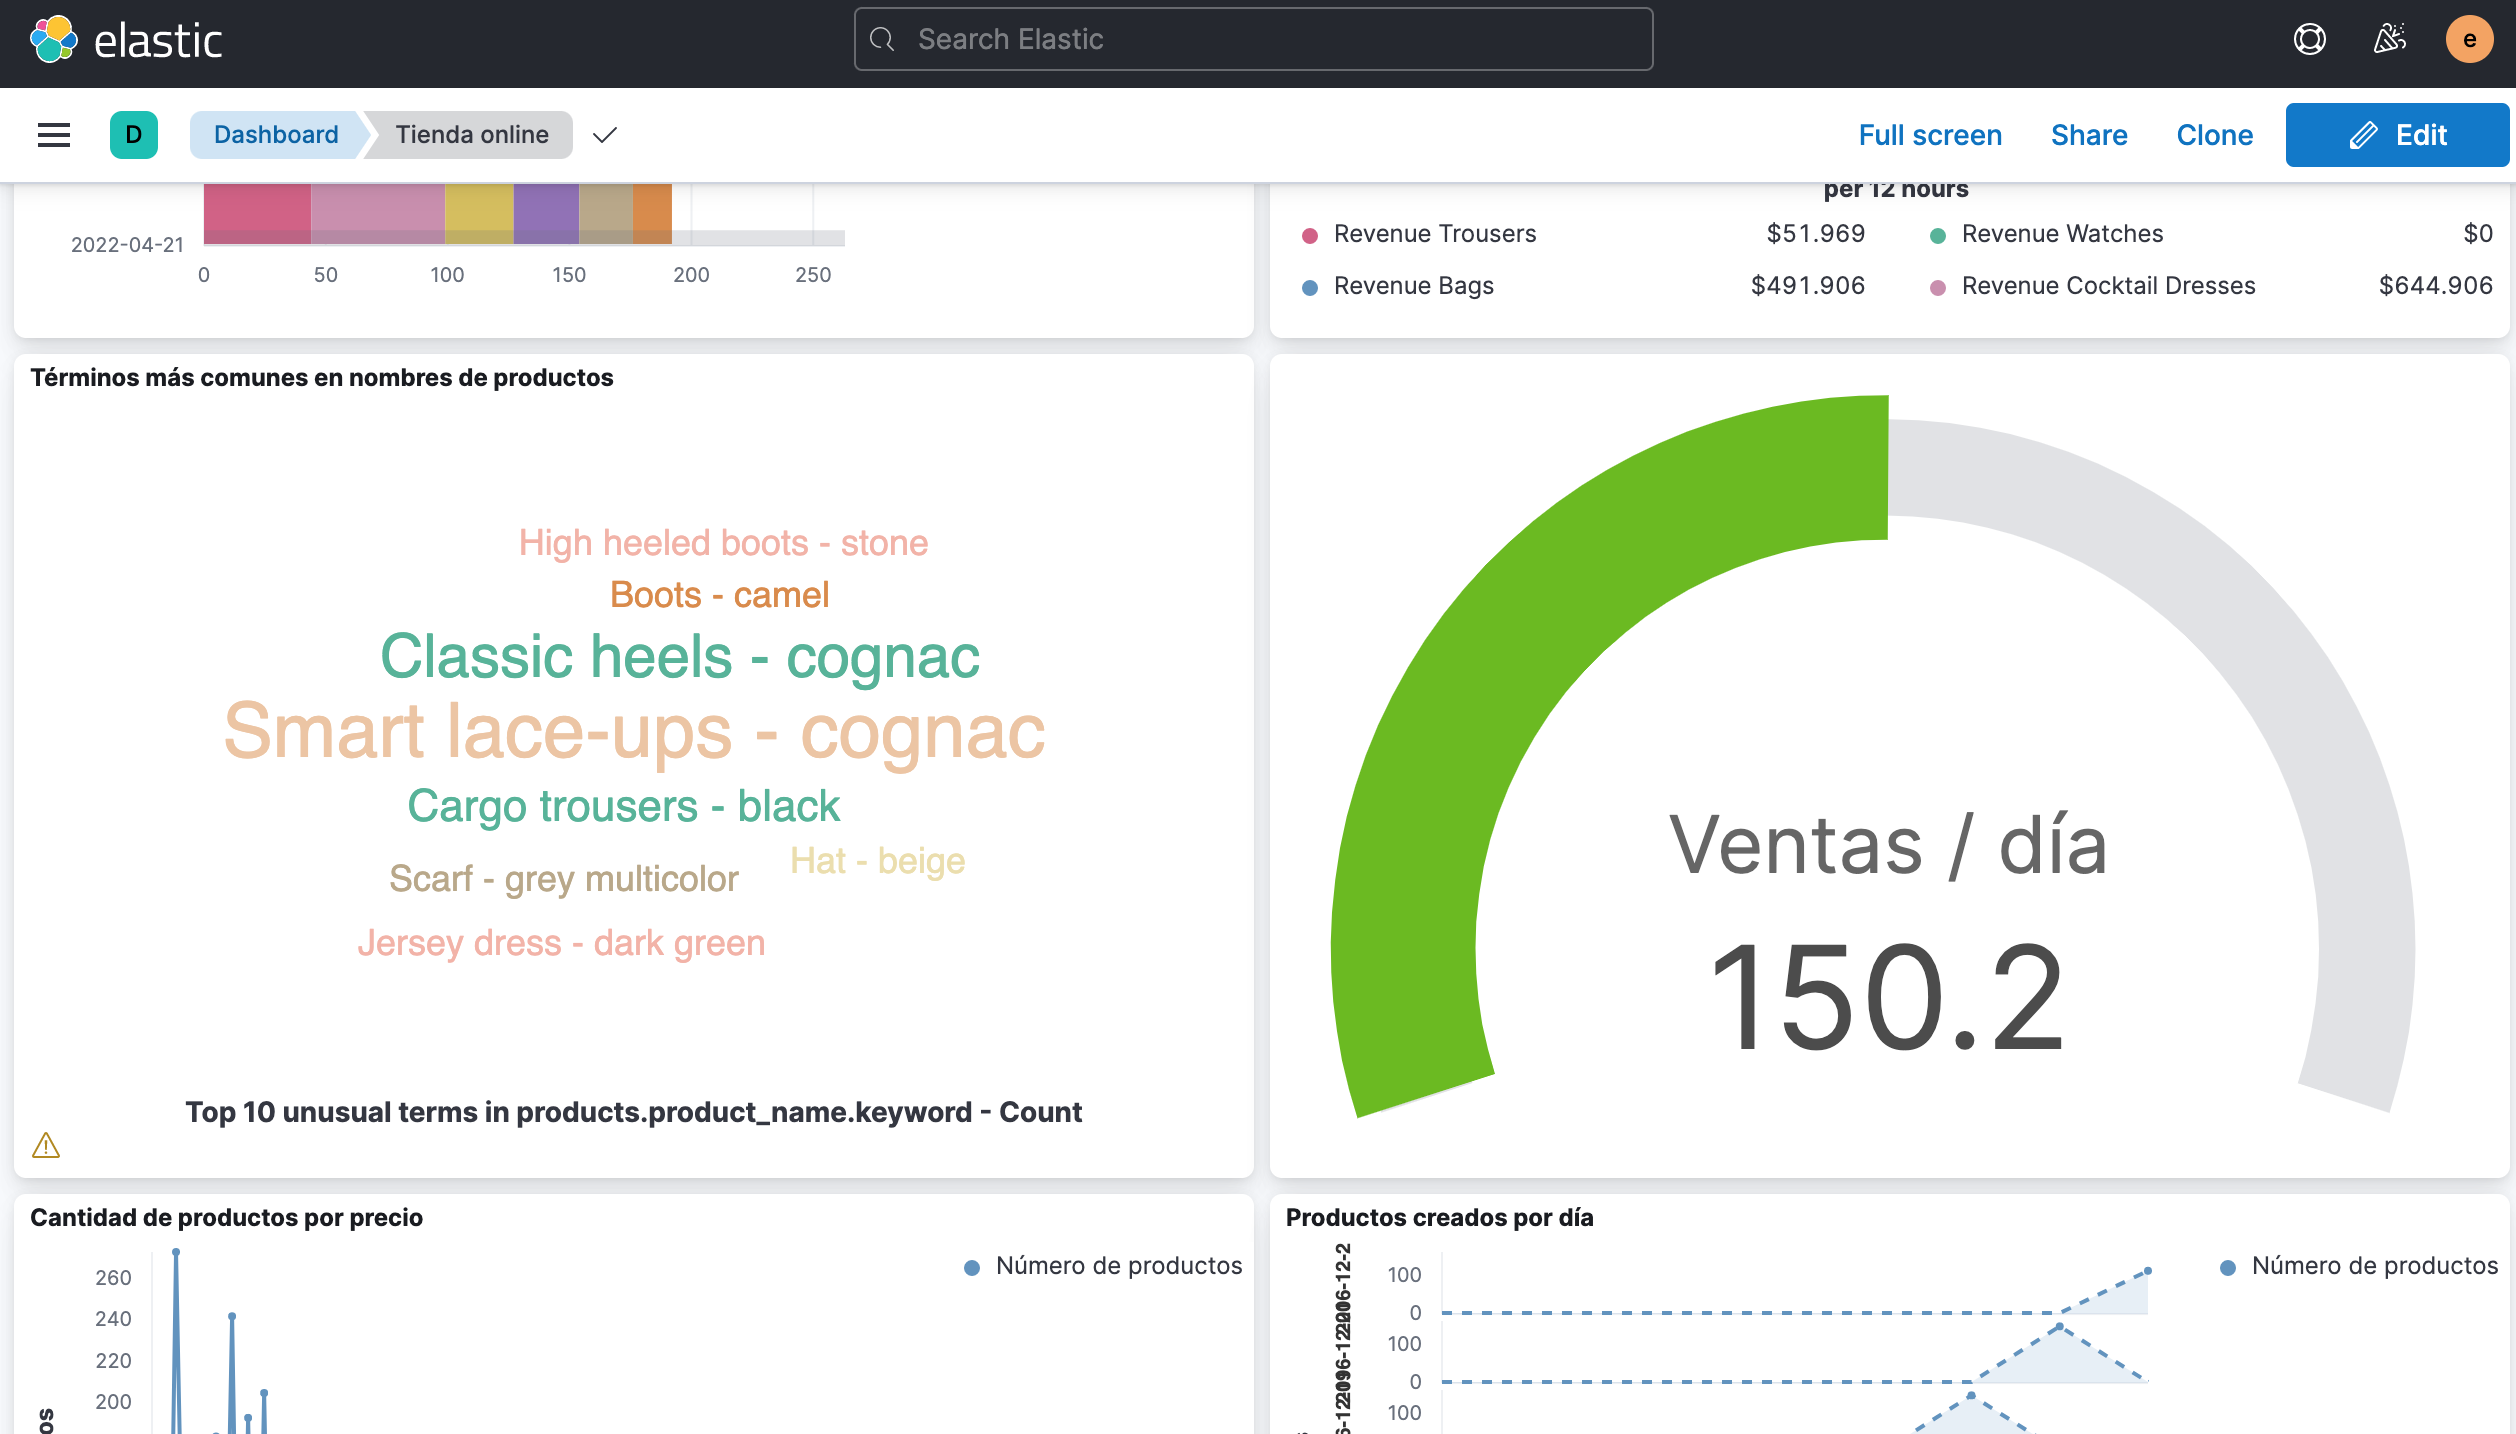 elastic
Search Elastic
e
D
Dashboard
Tienda online
Full screen
Share
Clone
Edit
2022-04-21
0 50 100 150 200 250
per 12 hours
Revenue Trousers $51.969
Revenue Watches $0
Revenue Bags $491.906
Revenue Cocktail Dresses $644.906
Términos más comunes en nombres de productos
High heeled boots - stone
Boots - camel
Classic heels - cognac
Smart lace-ups - cognac
Cargo trousers - black
Hat - beige
Scarf - grey multicolor
Jersey dress - dark green
Top 10 unusual terms in products.product_name.keyword - Count
Ventas / día
150.2
Cantidad de productos por precio
260
240
220
200
Número de productos
Productos creados por día
100
0
100
0
100
Número de productos